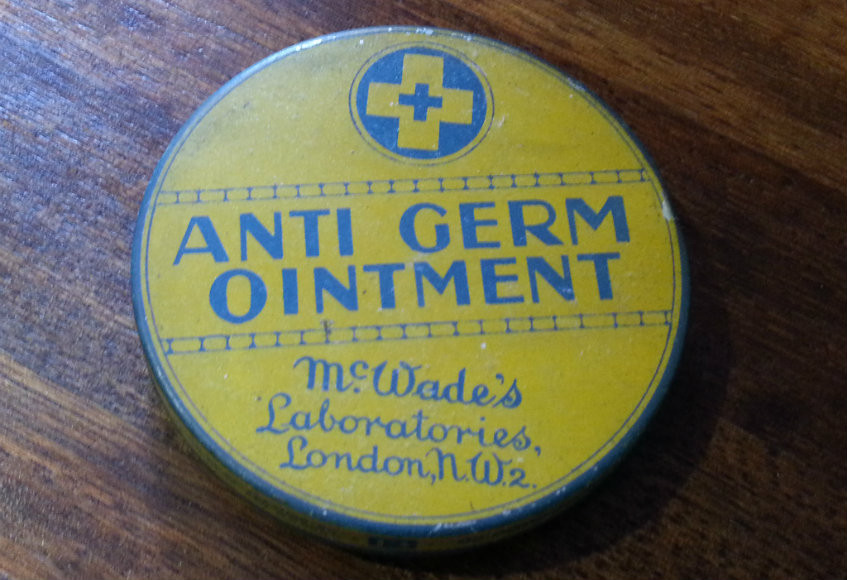 ANTI GERM
OINTMENT
McWade's
Laboratories,
London, N.W.2.